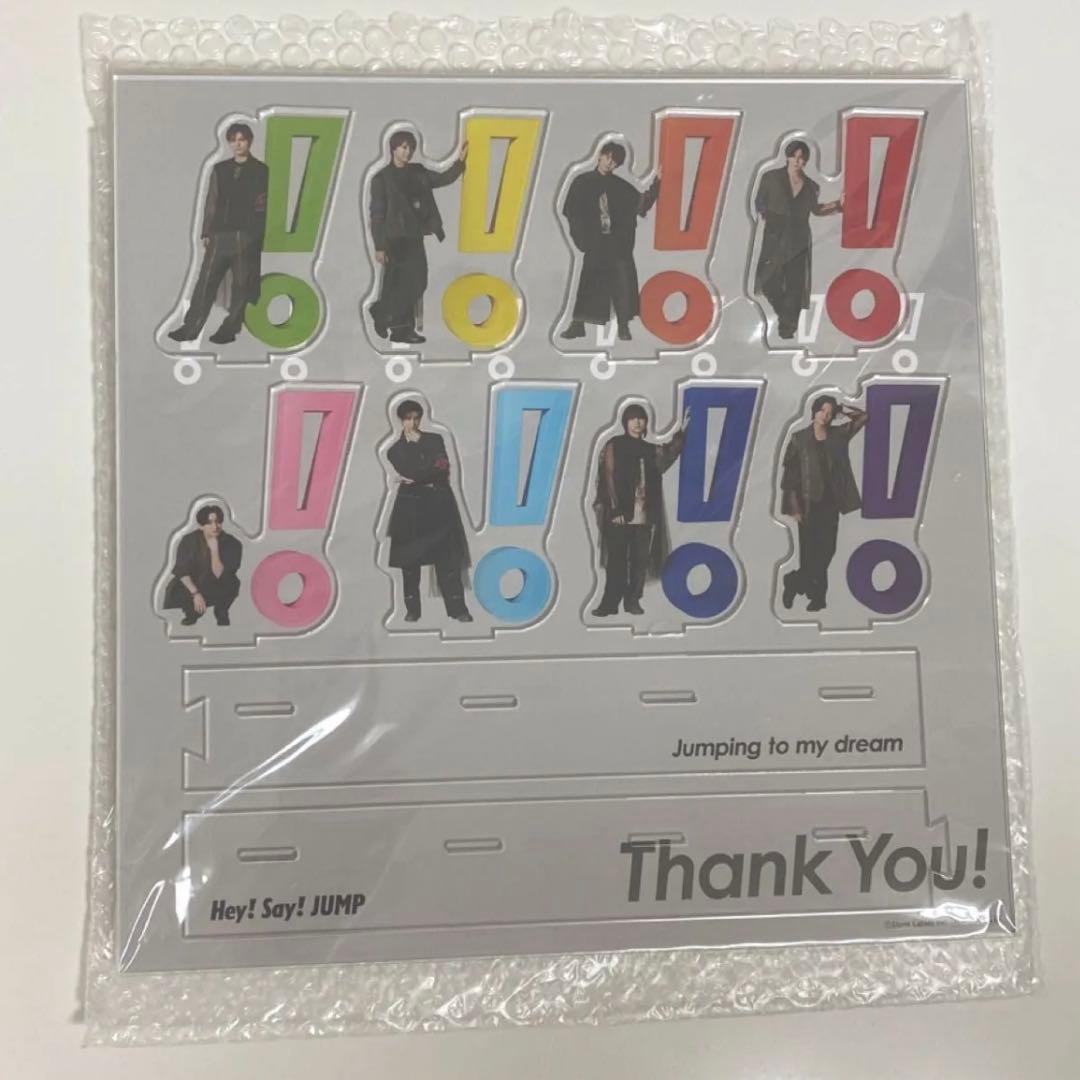 Jumping to my dream
Thank You!
Hey! Say! JUMP